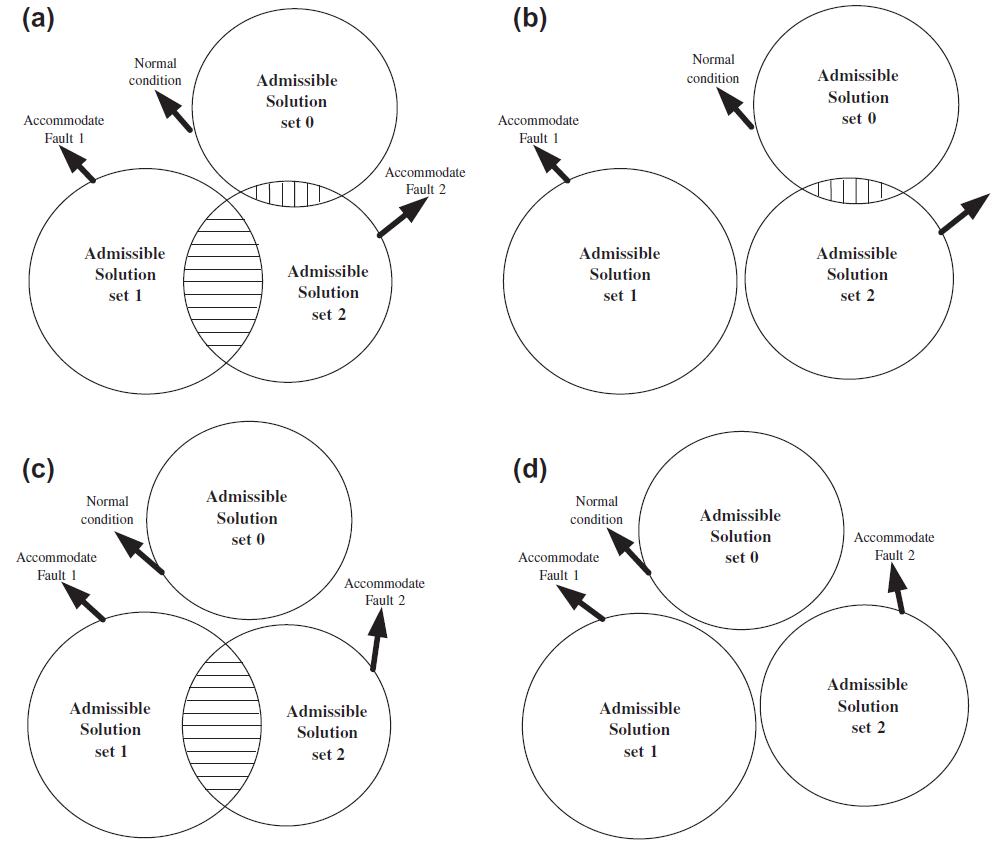 (a)
Normal
condition
Accommodate
Fault 1
Admissible
Solution
set 0
Accommodate
Fault 2
Admissible
Solution
set 1
Admissible
Solution
set 2
(b)
Normal
condition
Accommodate
Fault 1
Admissible
Solution
set 0
Admissible
Solution
set 1
Admissible
Solution
set 2
(c)
Normal
condition
Accommodate
Fault 1
Admissible
Solution
set 0
Accommodate
Fault 2
Admissible
Solution
set 1
Admissible
Solution
set 2
(d)
Normal
condition
Accommodate
Fault 1
Admissible
Solution
set 0
Accommodate
Fault 2
Admissible
Solution
set 1
Admissible
Solution
set 2